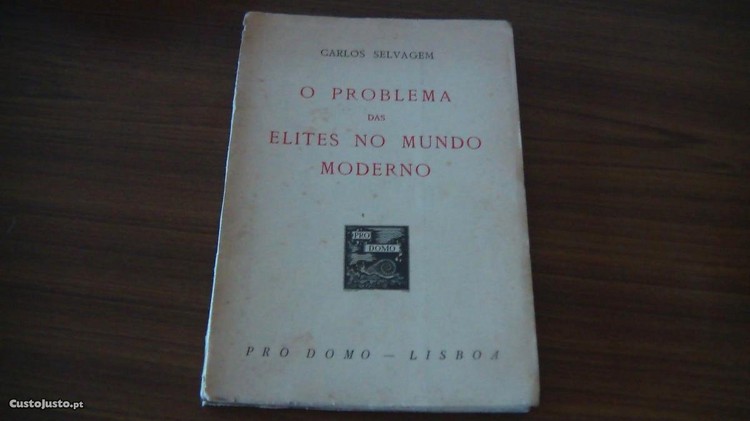 CARLOS SELVAGEM
O PROBLEMA
DAS
ELITES NO MUNDO
MODERNO
PRO
DOMO
PRO DOMO — LISBOA
CustoJusto.pt